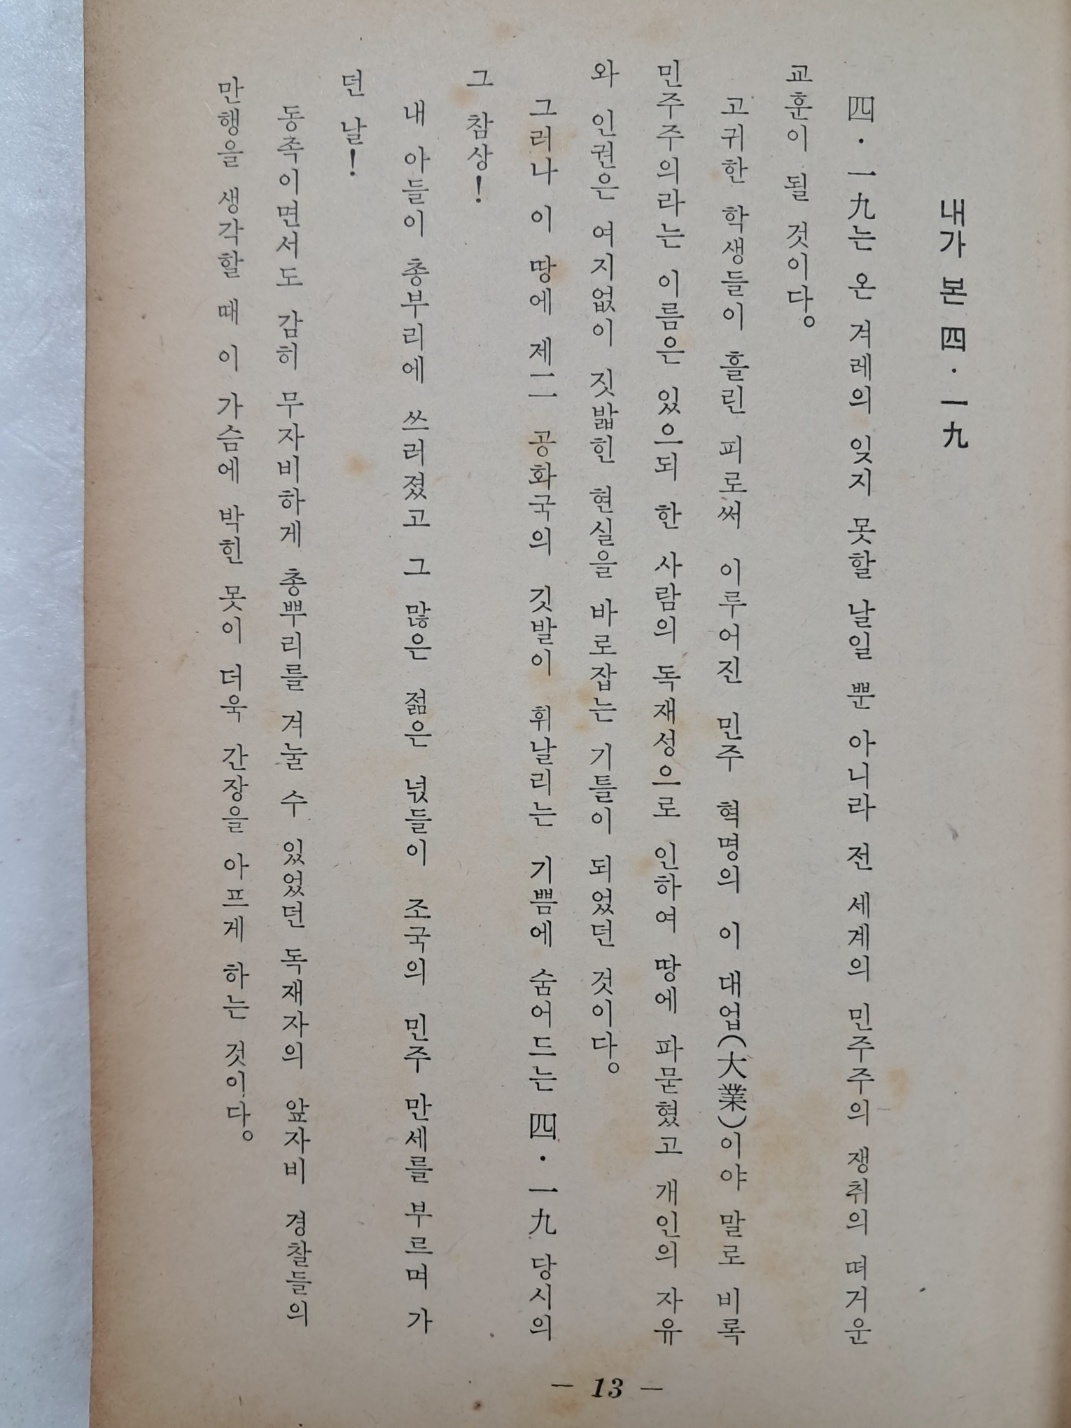 내가 본 四·一九
四·一九는 온 겨레의 잊지 못할 날일 뿐 아니라 전 세계의 민주주의 쟁취의 떠거운
교훈이 될 것이다。
고귀한 학생들이 흘린 피로써 이루어진 민주 혁명의 이 대업(大業)이야 말로 비록
민주주의라는 이름은 있으되 한 사람의 독재성으로 인하여 땅에 파묻혔고 개인의 자유
와 인권은 여지없이 짓밟힌 현실을 바로잡는 기틀이 되었던 것이다。
그러나 이 땅에 제二 공화국의 깃발이 휘날리는 기쁨에 숨어드는 四·一九 당시의
그 참상!
내 아들이 총부리에 쓰러졌고 그 많은 젊은 넋들이 조국의 민주 만세를 부르며 가
던 날!
동족이면서도 감히 무자비하게 총뿌리를 겨눌 수 있었던 독재자의 앞자비 경찰들의
만행을 생각할 때 이 가슴에 박힌 못이 더욱 간장을 아프게 하는 것이다。
— 13 —